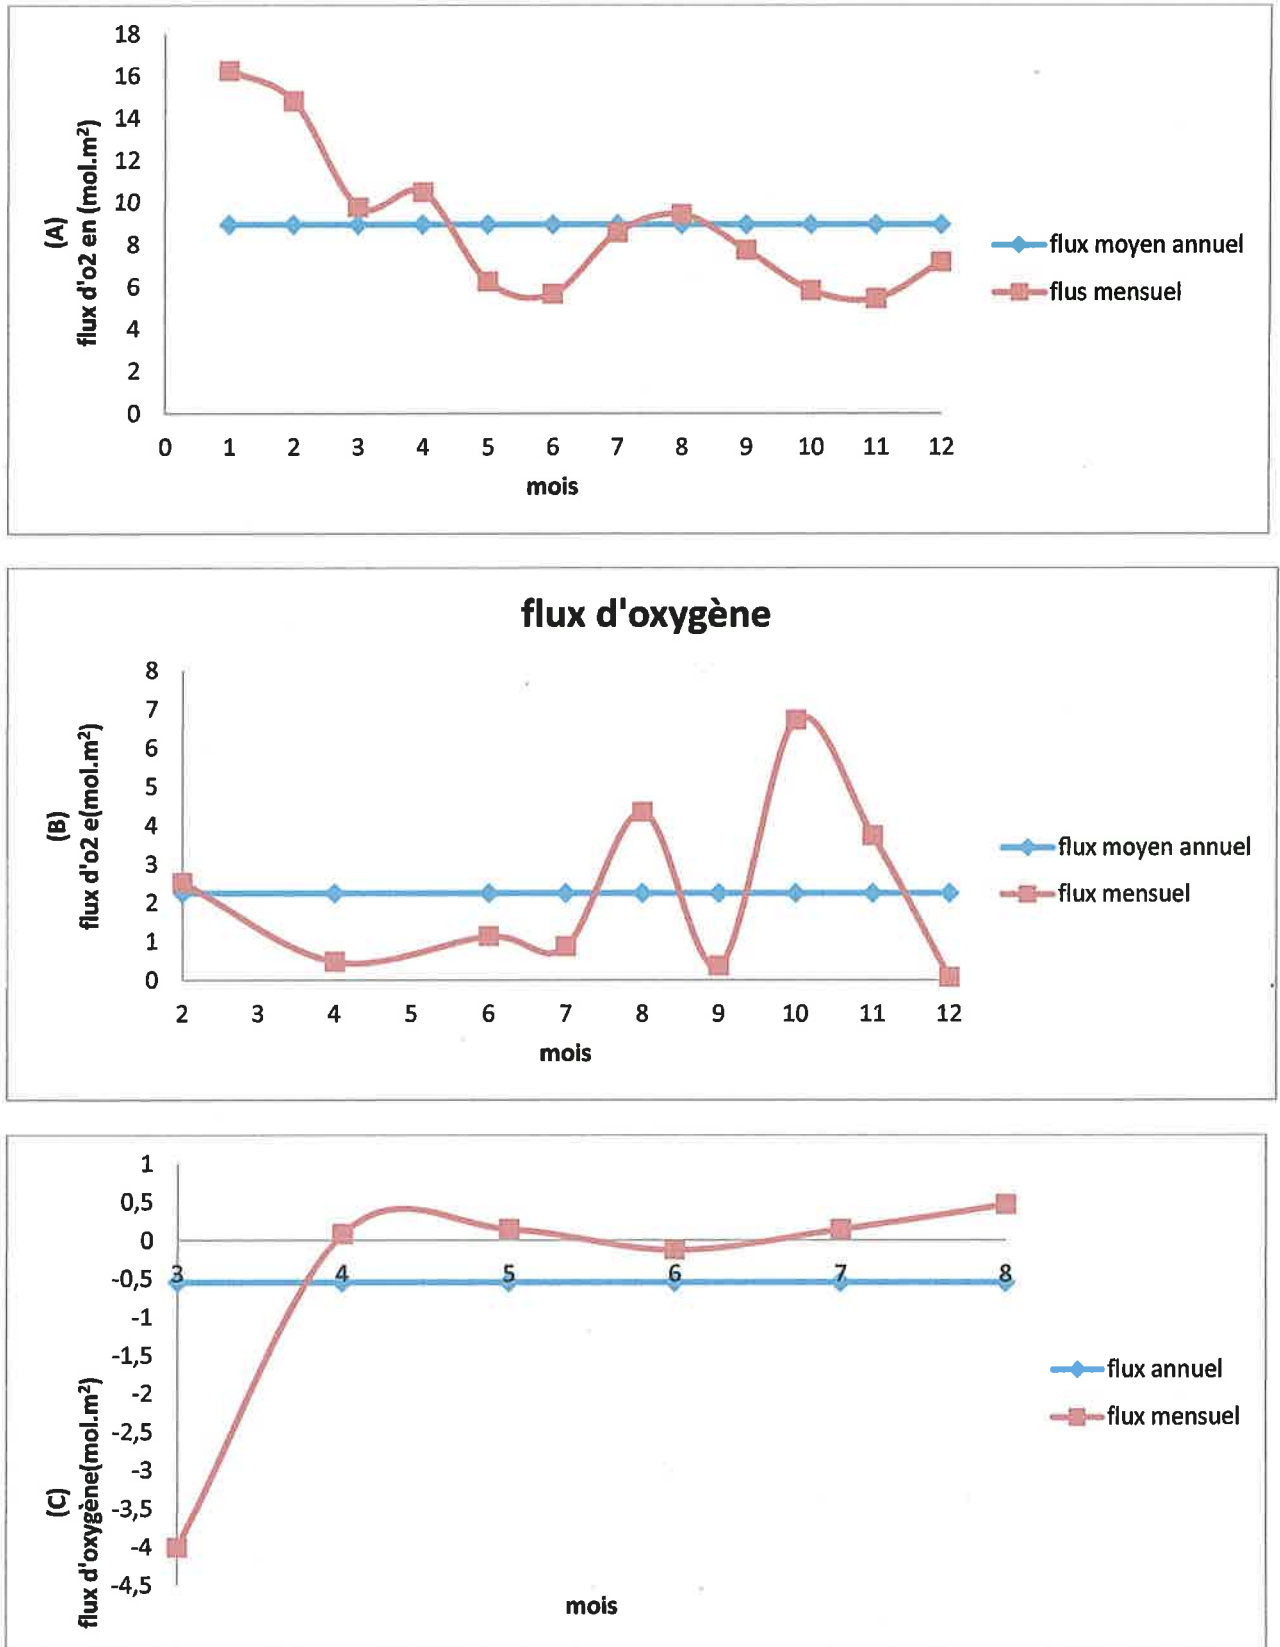 18
16
14
12
10
8
6
4
2
0
(A)
flux d'o2 en (mol.m²)
0 1 2 3 4 5 6 7 8 9 10 11 12
mois
flux moyen annuel
flus mensuel
flux d'oxygène
8
7
6
5
4
3
2
1
0
(B)
flux d'o2 e(mol.m²)
2 3 4 5 6 7 8 9 10 11 12
mois
flux moyen annuel
flux mensuel
1
0,5
0
-0,5
-1
-1,5
-2
-2,5
-3
-3,5
-4
-4,5
(C)
flux d'oxygène(mol.m²)
3 4 5 6 7 8
mois
flux annuel
flux mensuel